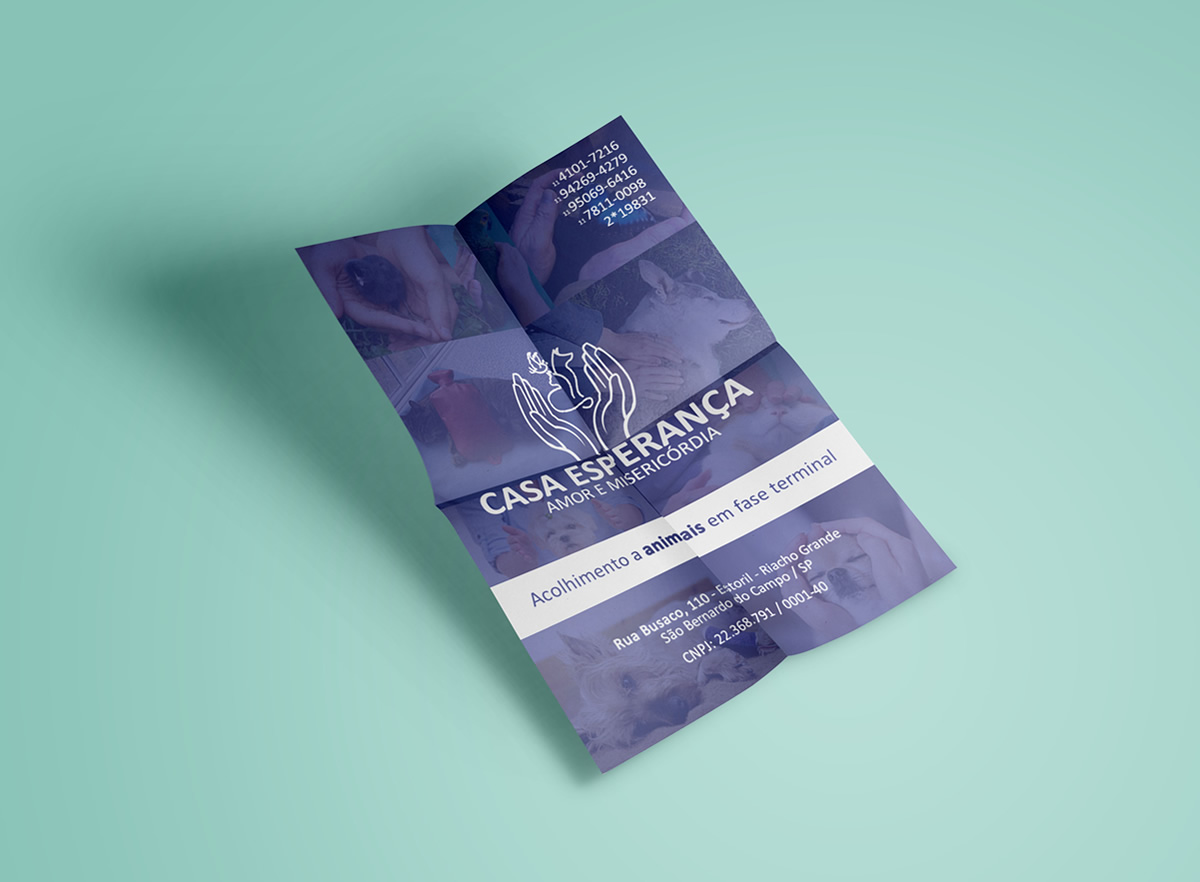 11 4101-7216
11 94269-4279
11 95069-6416
11 7811-0098
2*19831
CASA ESPERANÇA
AMOR E MISERICÓRDIA
Acolhimento a animais em fase terminal
Rua Busaco, 110 - Estoril - Riacho Grande
São Bernardo do Campo / SP
CNPJ: 22.368.791 / 0001-40